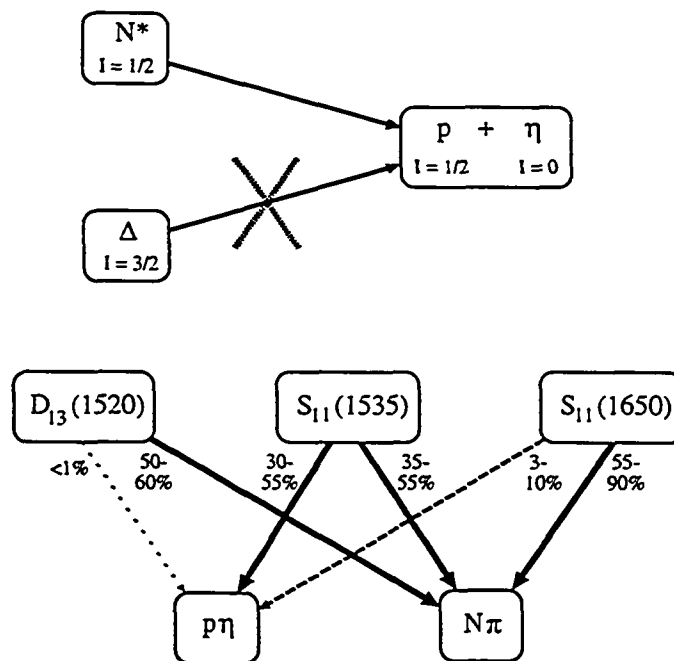 N*
I = 1/2
p + η
I = 1/2 I = 0
Δ
I = 3/2
D₁₃(1520) S₁₁(1535) S₁₁(1650)
<1% 50- 30- 35- 3- 55-
60% 55% 55% 10% 90%
pη Nπ